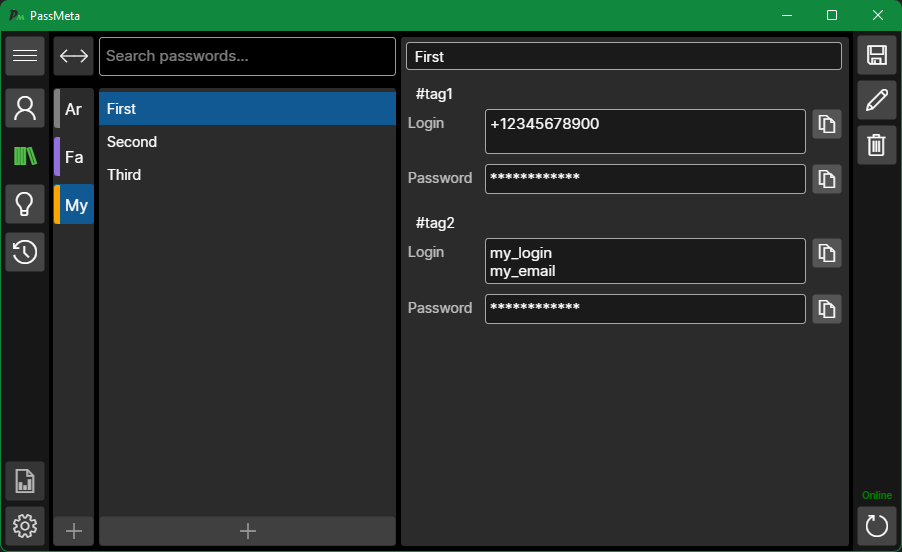 PassMeta
Search passwords...
Ar
Fa
My
First
Second
Third
First
#tag1
Login
+12345678900
Password
************
#tag2
Login
my_login
my_email
Password
************
Online